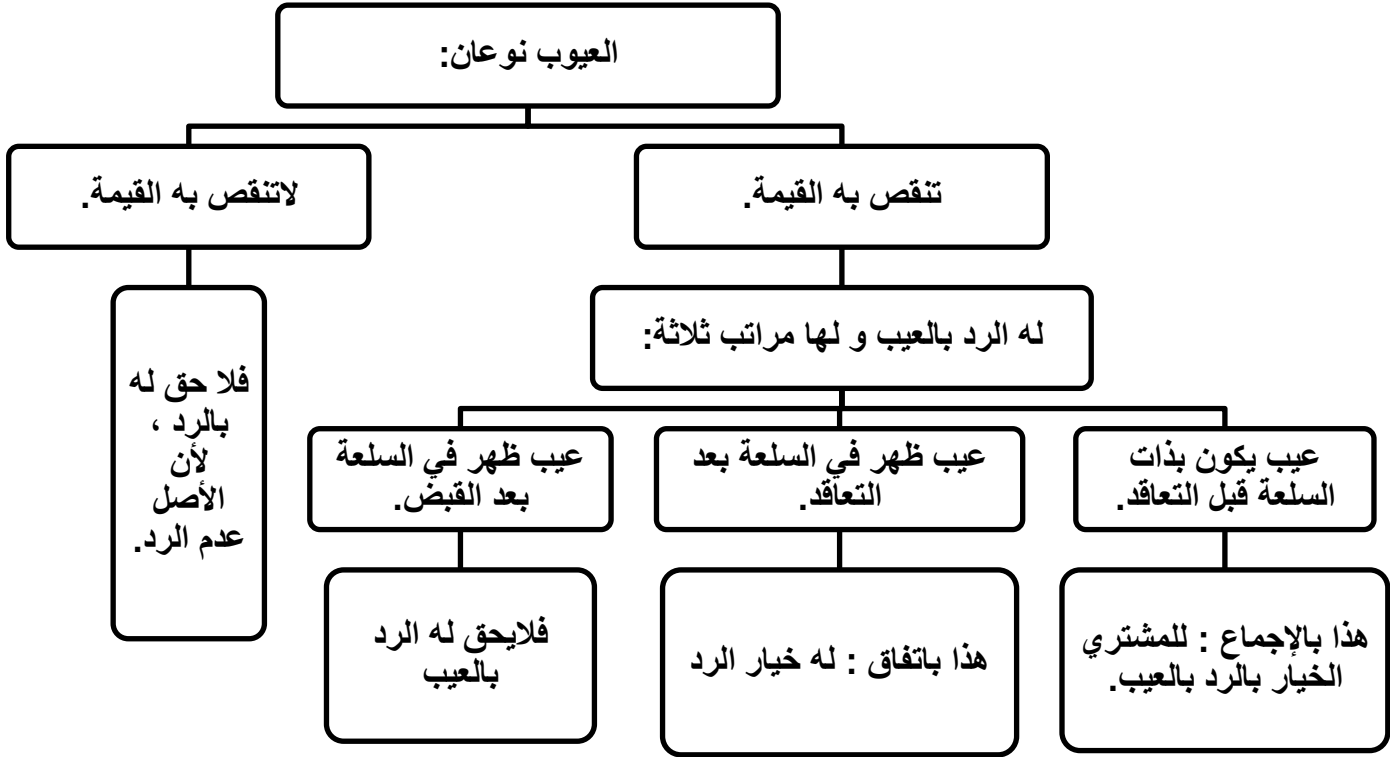 العيوب نوعان:
تنقص به القيمة.
لاتنقص به القيمة.
له الرد بالعيب و لها مراتب ثلاثة:
فلا حق له
بالرد ،
لأن
الأصل
عدم الرد.
عيب يكون بذات
السلعة قبل التعاقد.
عيب ظهر في السلعة بعد
التعاقد.
عيب ظهر في السلعة
بعد القبض.
هذا بالإجماع : للمشتري
الخيار بالرد بالعيب.
هذا باتفاق : له خيار الرد
فلايحق له الرد
بالعيب